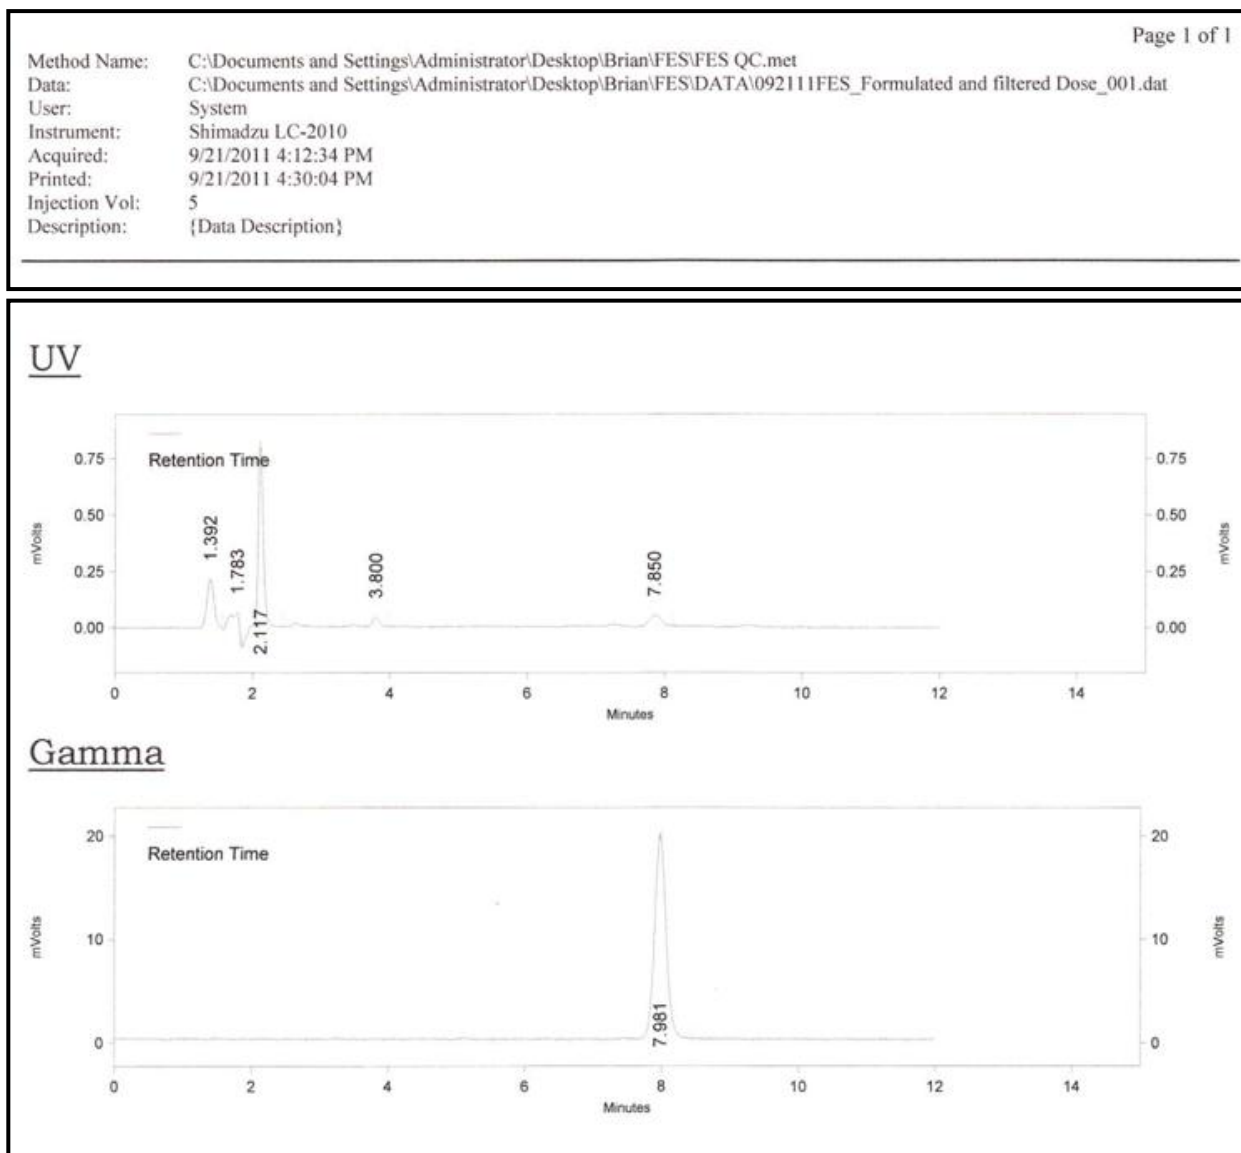 Page 1 of 1
Method Name: C:\Documents and Settings\Administrator\Desktop\Brian\FES\FES QC.met
Data: C:\Documents and Settings\Administrator\Desktop\Brian\FES\DATA\092111FES_Formulated and filtered Dose_001.dat
User: System
Instrument: Shimadzu LC-2010
Acquired: 9/21/2011 4:12:34 PM
Printed: 9/21/2011 4:30:04 PM
Injection Vol: 5
Description: {Data Description}
UV
Retention Time
0.75 0.75
0.50 0.50
0.25 0.25
0.00 0.00
mVolts mVolts
1.392
1.783
2.117
3.800
7.850
0 2 4 6 8 10 12 14
Minutes
Gamma
Retention Time
20 20
10 10
0 0
mVolts mVolts
7.981
0 2 4 6 8 10 12 14
Minutes